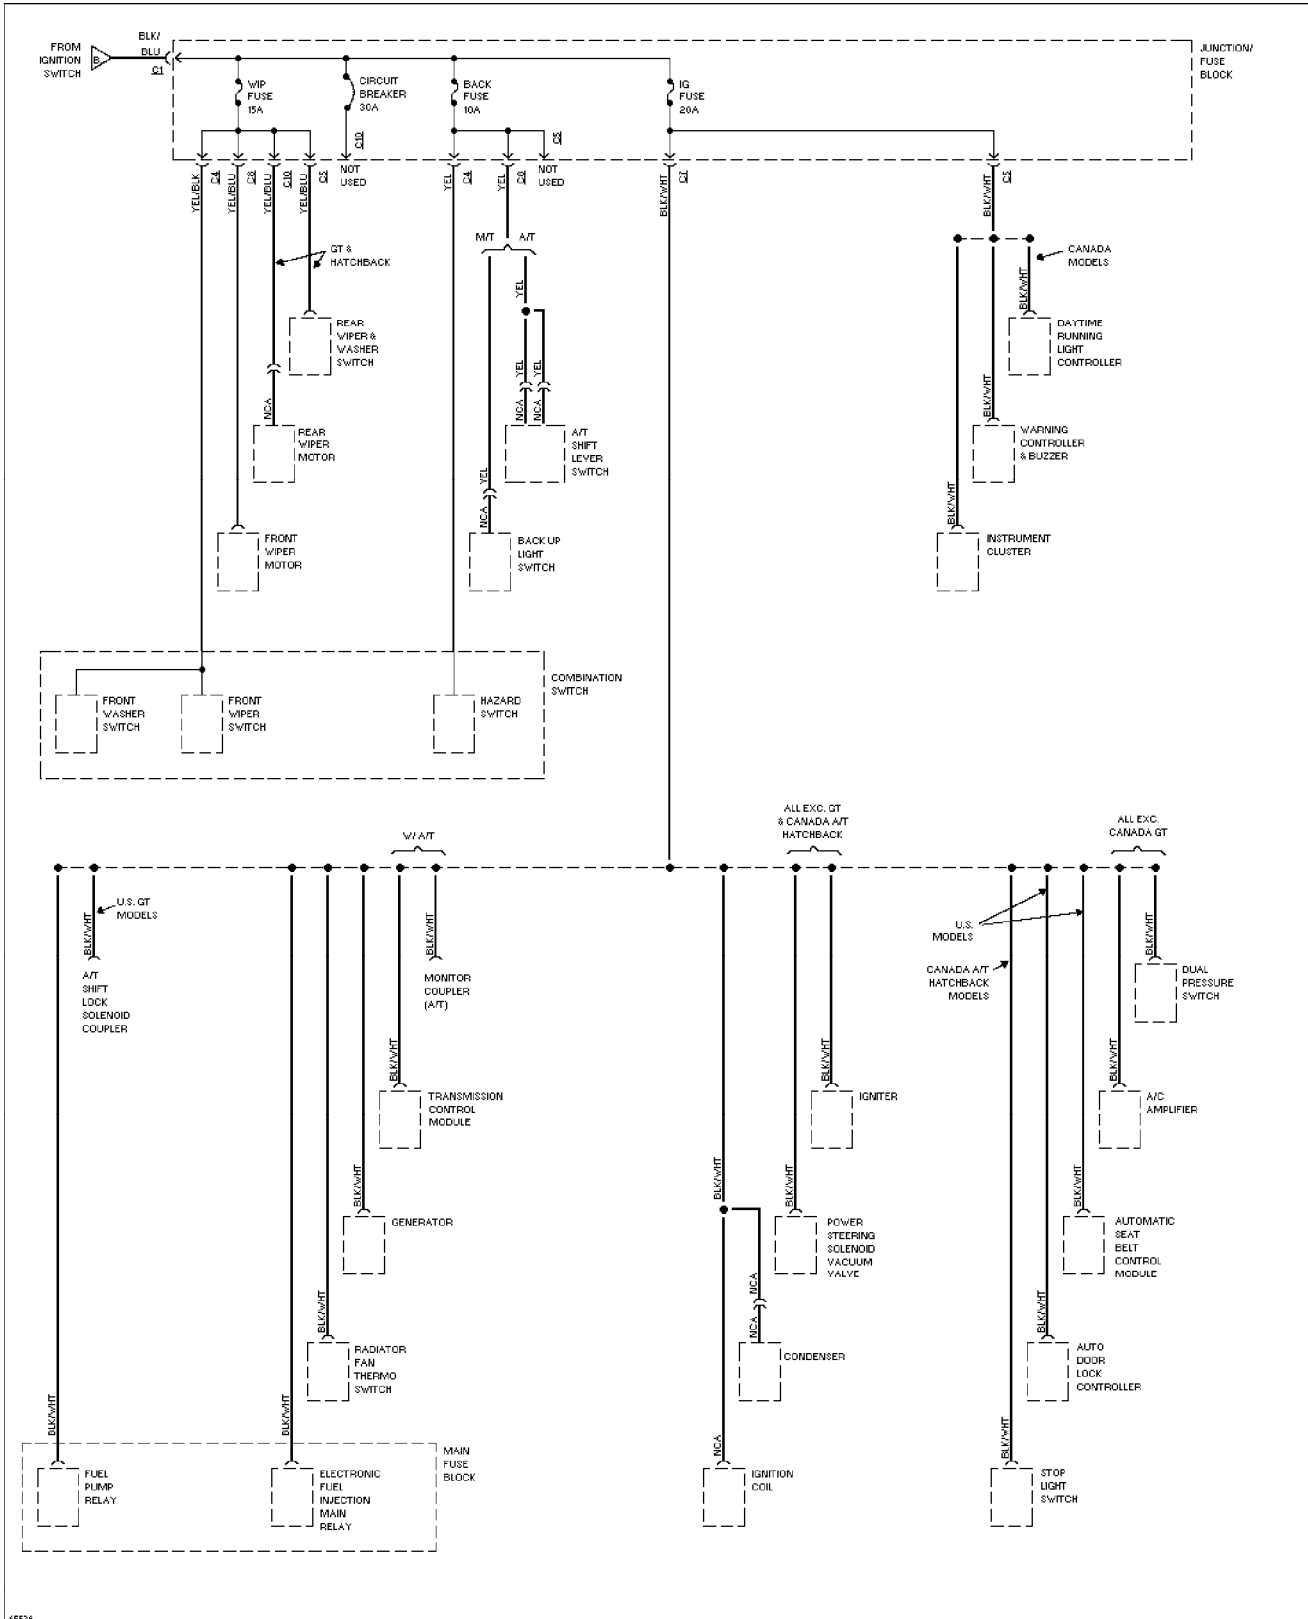 FROM
IGNITION
SWITCH
B
BLK/
BLU
C1
JUNCTION/
FUSE
BLOCK
WIP
FUSE
15A
CIRCUIT
BREAKER
30A
BACK
FUSE
10A
IG
FUSE
20A
C10
C5
YEL/BLK
C4
YEL/BLU
C8
YEL/BLU
C10
YEL/BLU
C5
NOT
USED
YEL
C4
YEL
C8
NOT
USED
BLK/WHT
C7
BLK/WHT
C5
GT &
HATCHBACK
M/T
A/T
CANADA
MODELS
YEL
BLK/WHT
REAR
WIPER &
WASHER
SWITCH
DAYTIME
RUNNING
LIGHT
CONTROLLER
YEL
YEL
NCA
NCA
NCA
BLK/WHT
REAR
WIPER
MOTOR
A/T
SHIFT
LEVER
SWITCH
WARNING
CONTROLLER
& BUZZER
YEL
NCA
BLK/WHT
FRONT
WIPER
MOTOR
BACK UP
LIGHT
SWITCH
INSTRUMENT
CLUSTER
COMBINATION
SWITCH
FRONT
WASHER
SWITCH
FRONT
WIPER
SWITCH
HAZARD
SWITCH
W/ A/T
ALL EXC. GT
& CANADA A/T
HATCHBACK
ALL EXC.
CANADA GT
U.S. GT
MODELS
BLK/WHT
BLK/WHT
U.S.
MODELS
BLK/WHT
A/T
SHIFT
LOCK
SOLENOID
COUPLER
MONITOR
COUPLER
(A/T)
CANADA A/T
HATCHBACK
MODELS
DUAL
PRESSURE
SWITCH
BLK/WHT
BLK/WHT
BLK/WHT
TRANSMISSION
CONTROL
MODULE
IGNITER
A/C
AMPLIFIER
BLK/WHT
BLK/WHT
BLK/WHT
BLK/WHT
GENERATOR
POWER
STEERING
SOLENOID
VACUUM
VALVE
AUTOMATIC
SEAT
BELT
CONTROL
MODULE
BLK/WHT
NCA
NCA
BLK/WHT
RADIATOR
FAN
THERMO
SWITCH
CONDENSER
AUTO
DOOR
LOCK
CONTROLLER
BLK/WHT
BLK/WHT
NCA
BLK/WHT
MAIN
FUSE
BLOCK
FUEL
PUMP
RELAY
ELECTRONIC
FUEL
INJECTION
MAIN
RELAY
IGNITION
COIL
STOP
LIGHT
SWITCH